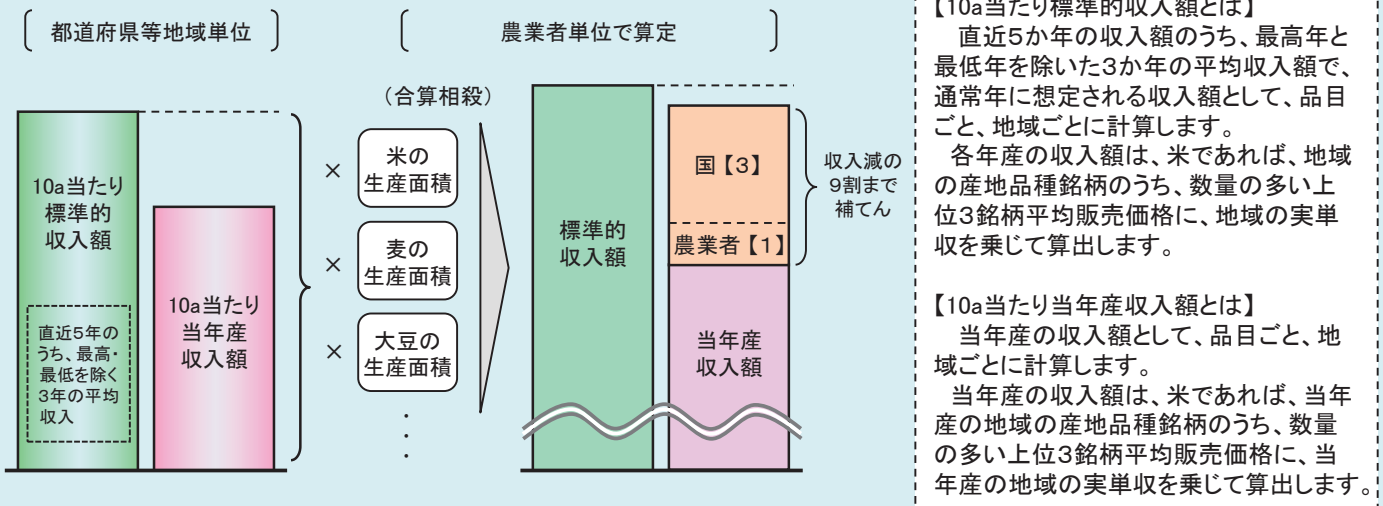 〔 都道府県等地域単位 〕
10a当たり
標準的
収入額
直近5年の
うち、最高・
最低を除く
3年の平均
収入
10a当たり
当年産
収入額
〔 農業者単位で算定 〕
（合算相殺）
×
米の
生産面積
×
麦の
生産面積
×
大豆の
生産面積
・
・
・
標準的
収入額
国【3】
農業者【1】
当年産
収入額
収入減の
9割まで
補てん
【10a当たり標準的収入額とは】
直近5か年の収入額のうち、最高年と
最低年を除いた3か年の平均収入額で、
通常年に想定される収入額として、品目
ごと、地域ごとに計算します。
各年産の収入額は、米であれば、地域
の産地品種銘柄のうち、数量の多い上
位3銘柄平均販売価格に、地域の実単
収を乗じて算出します。
【10a当たり当年産収入額とは】
当年産の収入額として、品目ごと、地
域ごとに計算します。
当年産の収入額は、米であれば、当年
産の地域の産地品種銘柄のうち、数量
の多い上位3銘柄平均販売価格に、当
年産の地域の実単収を乗じて算出します。